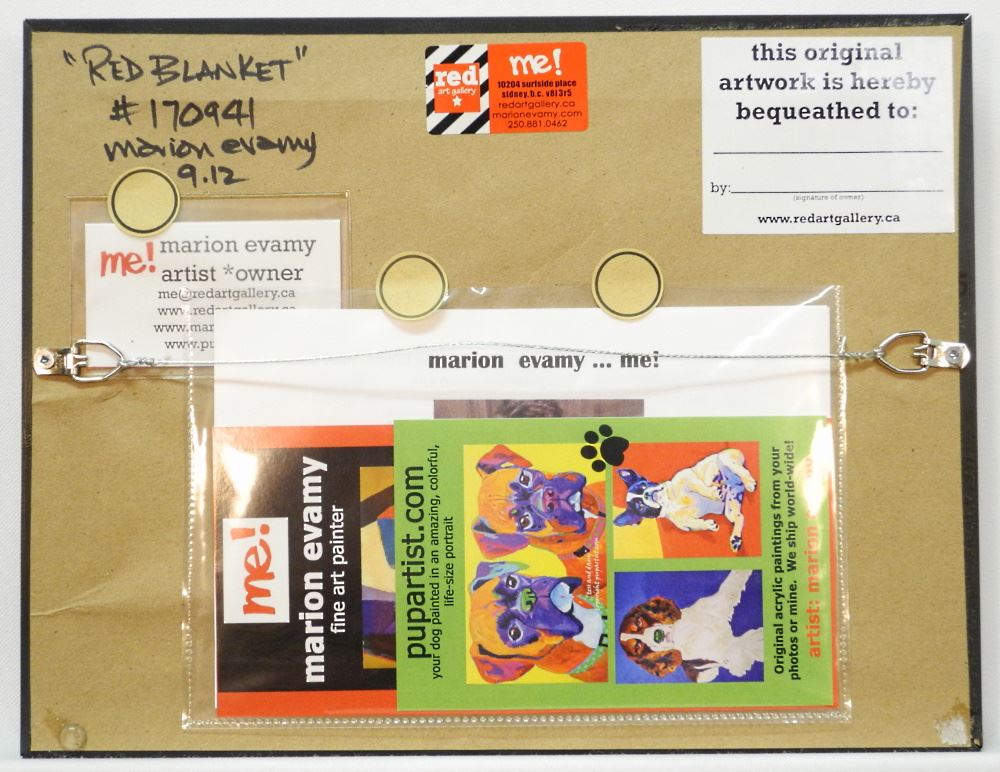 "RED BLANKET"
# 170941
marion evamy
9.12
red
art gallery
me!
10204 surfside place
sidney, b.c. v8l3r5
redartgallery.ca
marionevamy.com
250.881.0462
this original
artwork is hereby
bequeathed to:
by:
(signature of owner)
www.redartgallery.ca
me! marion evamy
artist *owner
me@redartgallery.ca
marion evamy ... me!
me!
marion evamy
fine art painter
pupartist.com
your dog painted in an amazing, colorful,
life-size portrait
Original acrylic paintings from your
photos or mine. We ship world-wide!
artist: marion